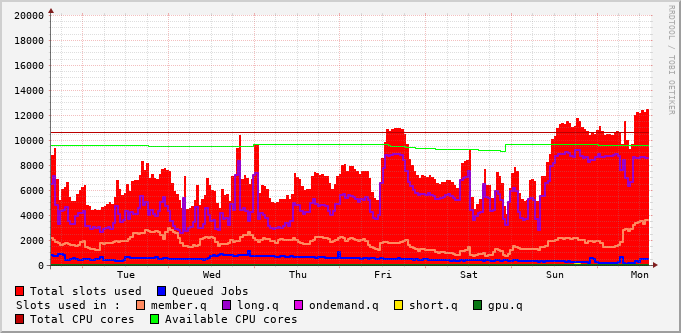 20000
18000
16000
14000
12000
10000
8000
6000
4000
2000
0
Tue Wed Thu Fri Sat Sun Mon
RRDTOOL / TOBI OETIKER
Total slots used Queued Jobs
Slots used in : member.q long.q ondemand.q short.q gpu.q
Total CPU cores Available CPU cores